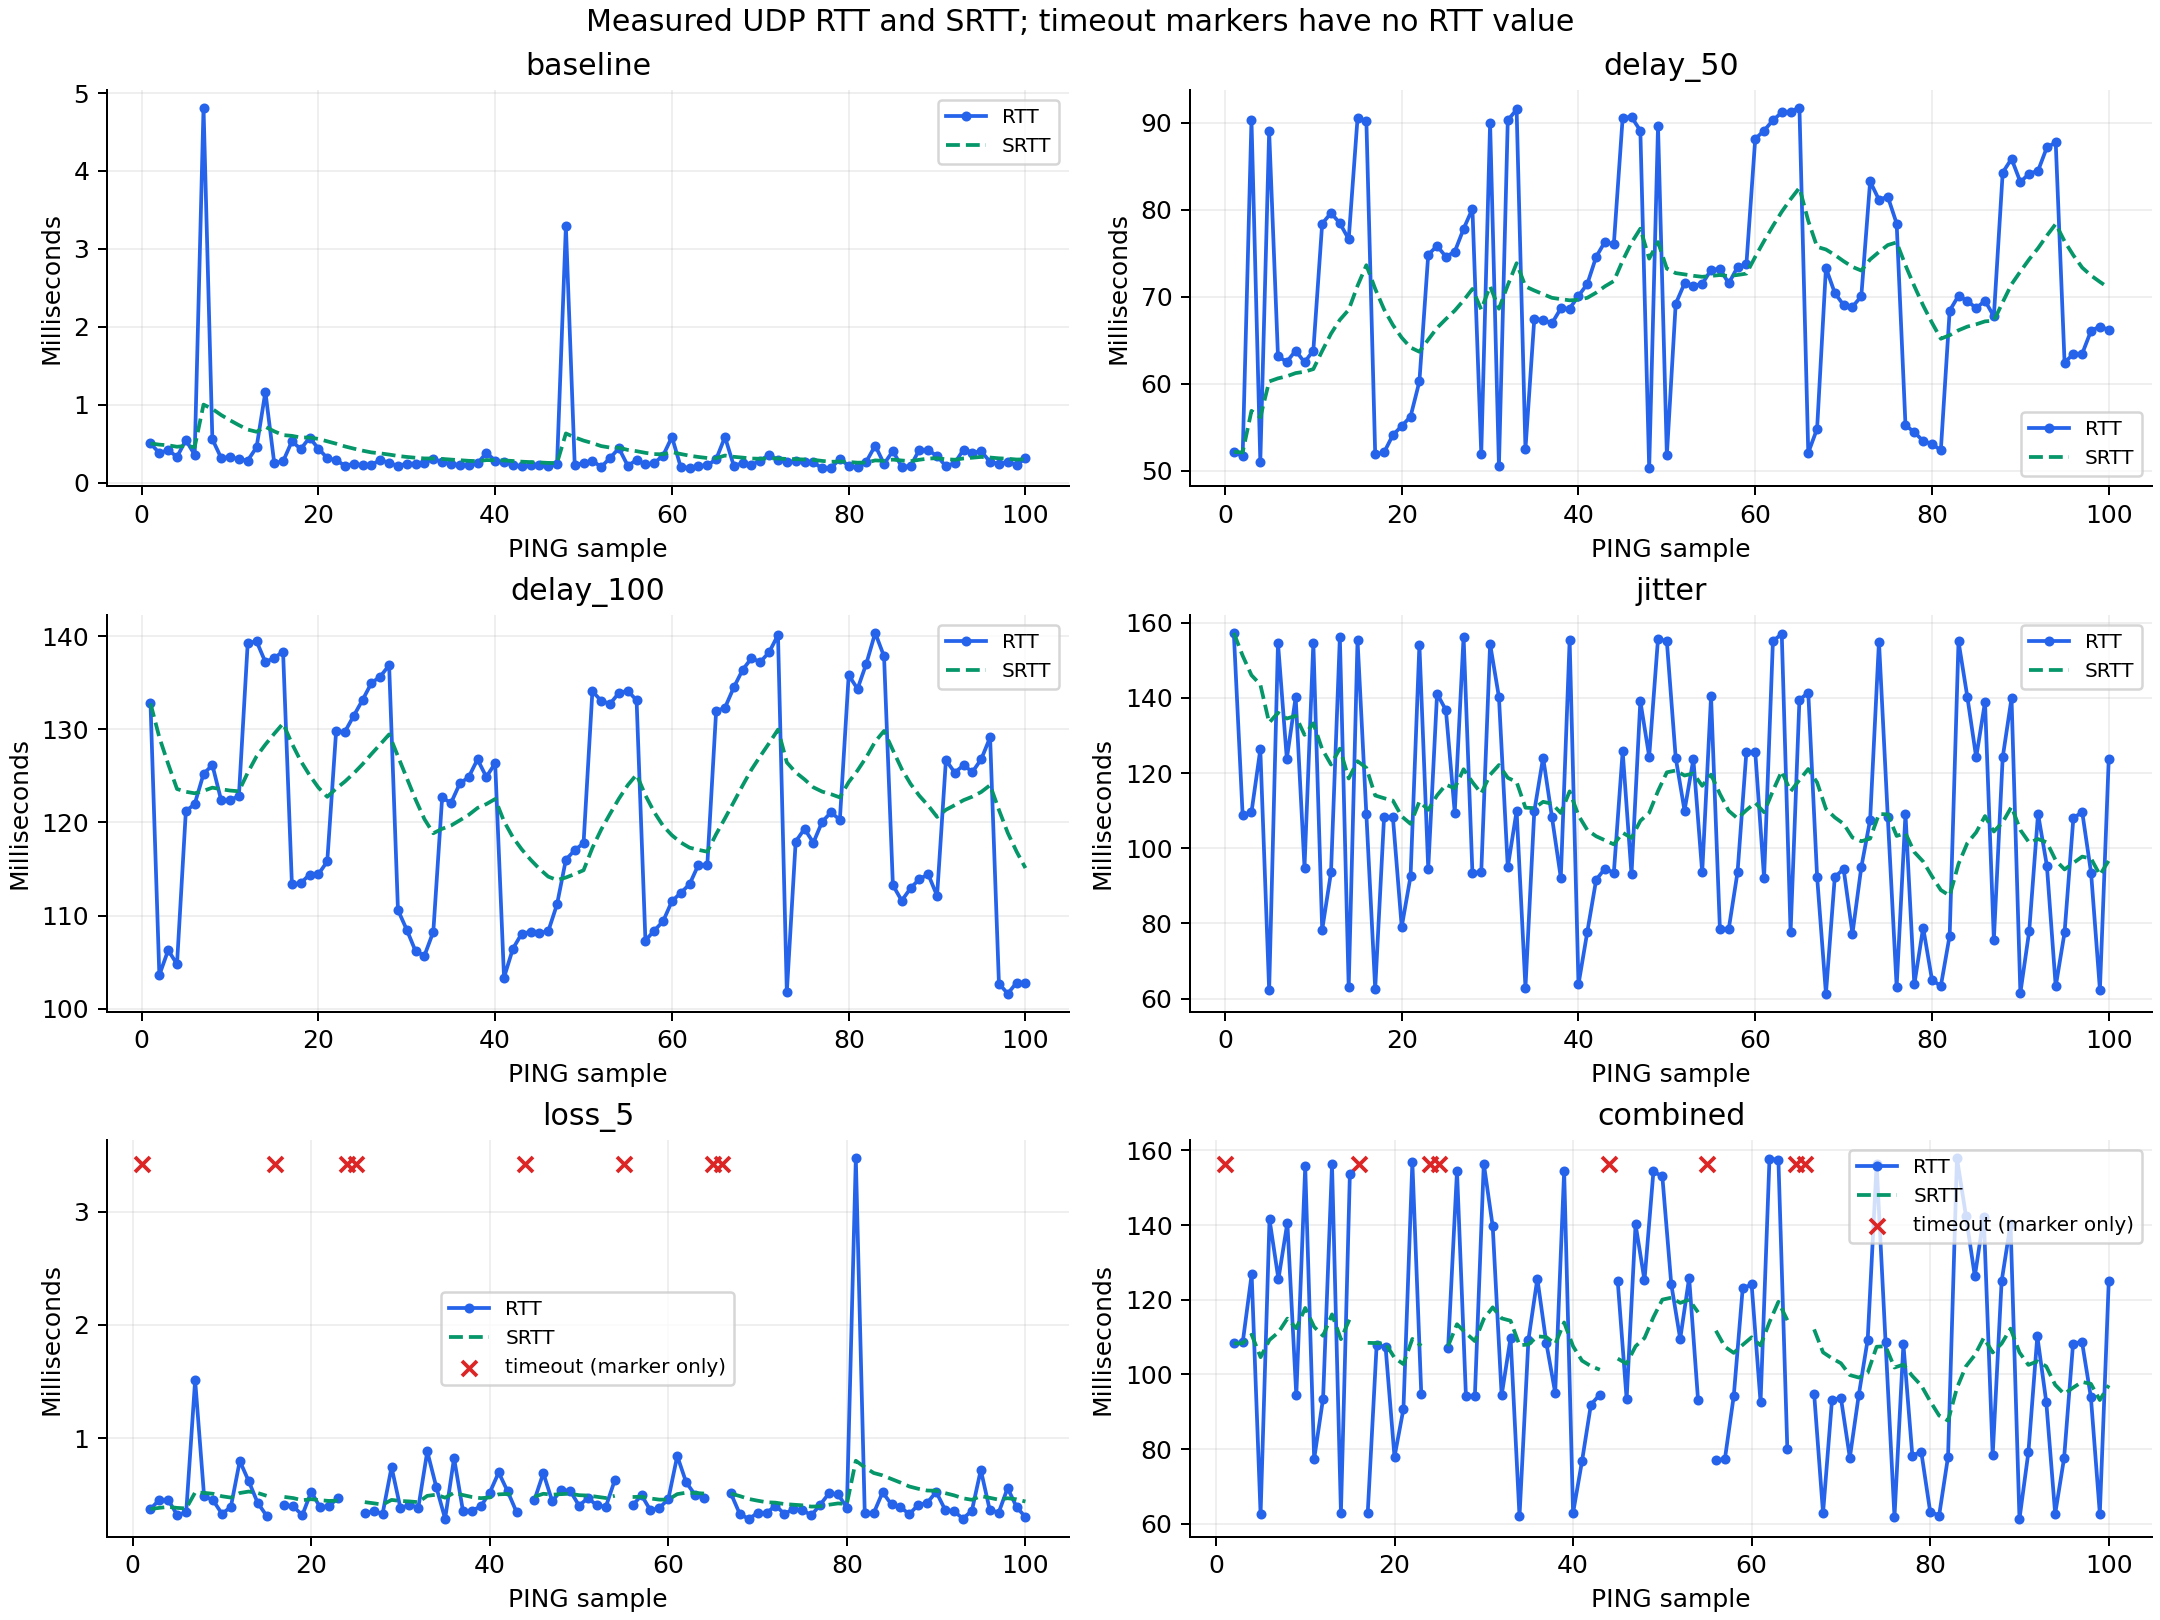 Measured UDP RTT and SRTT; timeout markers have no RTT value
baseline
Milliseconds
5
4
3
2
1
0
RTT
SRTT
0 20 40 60 80 100
PING sample
delay_50
Milliseconds
90
80
70
60
50
RTT
SRTT
0 20 40 60 80 100
PING sample
delay_100
Milliseconds
140
130
120
110
100
RTT
SRTT
0 20 40 60 80 100
PING sample
jitter
Milliseconds
160
140
120
100
80
60
RTT
SRTT
0 20 40 60 80 100
PING sample
loss_5
Milliseconds
3
2
1
RTT
SRTT
timeout (marker only)
0 20 40 60 80 100
PING sample
combined
Milliseconds
160
140
120
100
80
60
RTT
SRTT
timeout (marker only)
0 20 40 60 80 100
PING sample